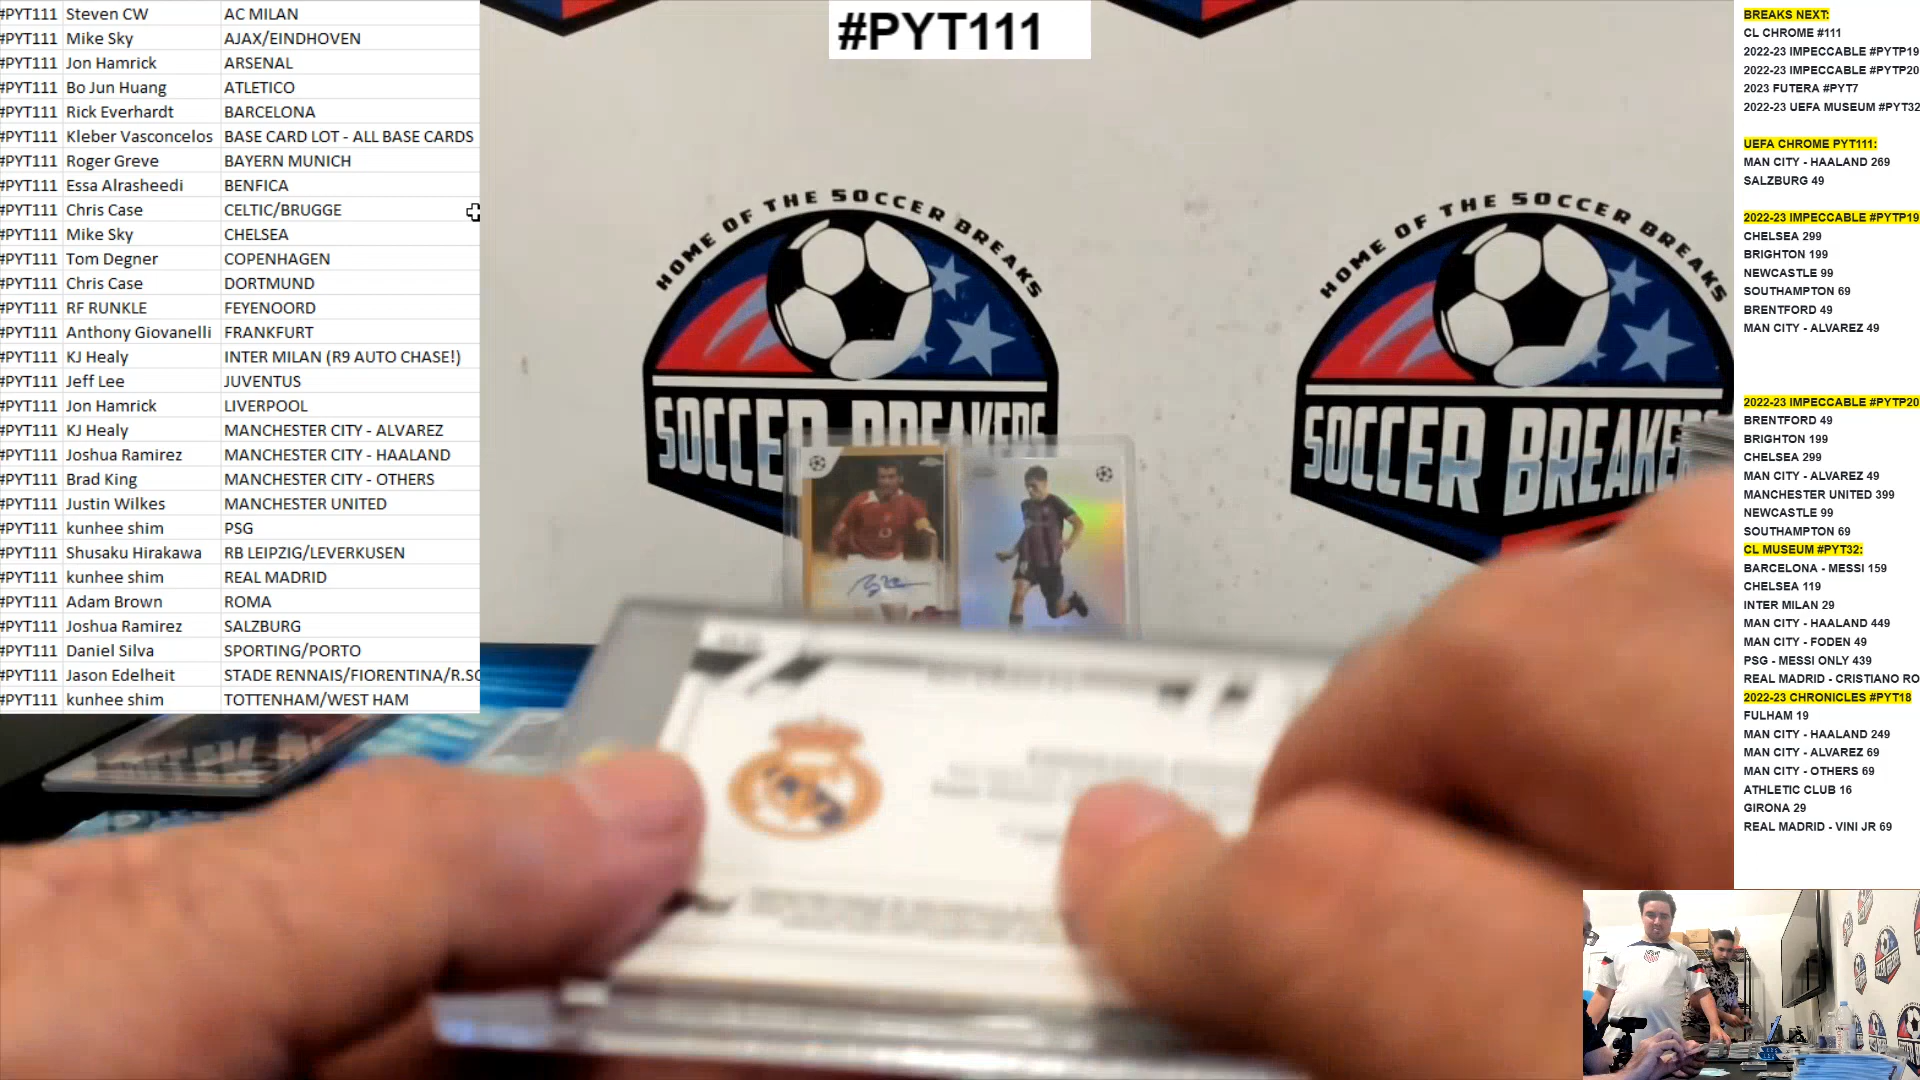 #PYT111 Steven CW AC MILAN
#PYT111 Mike Sky AJAX/EINDHOVEN
#PYT111 Jon Hamrick ARSENAL
#PYT111 Bo Jun Huang ATLETICO
#PYT111 Rick Everhardt BARCELONA
#PYT111 Kleber Vasconcelos BASE CARD LOT - ALL BASE CARDS
#PYT111 Roger Greve BAYERN MUNICH
#PYT111 Essa Alrasheedi BENFICA
#PYT111 Chris Case CELTIC/BRUGGE
#PYT111 Mike Sky CHELSEA
#PYT111 Tom Degner COPENHAGEN
#PYT111 Chris Case DORTMUND
#PYT111 RF RUNKLE FEYENOORD
#PYT111 Anthony Giovanelli FRANKFURT
#PYT111 KJ Healy INTER MILAN (R9 AUTO CHASE!)
#PYT111 Jeff Lee JUVENTUS
#PYT111 Jon Hamrick LIVERPOOL
#PYT111 KJ Healy MANCHESTER CITY - ALVAREZ
#PYT111 Joshua Ramirez MANCHESTER CITY - HAALAND
#PYT111 Brad King MANCHESTER CITY - OTHERS
#PYT111 Justin Wilkes MANCHESTER UNITED
#PYT111 kunhee shim PSG
#PYT111 Shusaku Hirakawa RB LEIPZIG/LEVERKUSEN
#PYT111 kunhee shim REAL MADRID
#PYT111 Adam Brown ROMA
#PYT111 Joshua Ramirez SALZBURG
#PYT111 Daniel Silva SPORTING/PORTO
#PYT111 Jason Edelheit STADE RENNAIS/FIORENTINA/R.SO
#PYT111 kunhee shim TOTTENHAM/WEST HAM
#PYT111
HOME OF THE SOCCER BREAKS
SOCCER BREAKERS
HOME OF THE SOCCER BREAKS
SOCCER BREAKERS
BREAKS NEXT:
CL CHROME #111
2022-23 IMPECCABLE #PYTP19
2022-23 IMPECCABLE #PYTP20
2023 FUTERA #PYT7
2022-23 UEFA MUSEUM #PYT32
UEFA CHROME PYT111:
MAN CITY - HAALAND 269
SALZBURG 49
2022-23 IMPECCABLE #PYTP19
CHELSEA 299
BRIGHTON 199
NEWCASTLE 99
SOUTHAMPTON 69
BRENTFORD 49
MAN CITY - ALVAREZ 49
2022-23 IMPECCABLE #PYTP20
BRENTFORD 49
BRIGHTON 199
CHELSEA 299
MAN CITY - ALVAREZ 49
MANCHESTER UNITED 399
NEWCASTLE 99
SOUTHAMPTON 69
CL MUSEUM #PYT32:
BARCELONA - MESSI 159
CHELSEA 119
INTER MILAN 29
MAN CITY - HAALAND 449
MAN CITY - FODEN 49
PSG - MESSI ONLY 439
REAL MADRID - CRISTIANO RO
2022-23 CHRONICLES #PYT18
FULHAM 19
MAN CITY - HAALAND 249
MAN CITY - ALVAREZ 69
MAN CITY - OTHERS 69
ATHLETIC CLUB 16
GIRONA 29
REAL MADRID - VINI JR 69